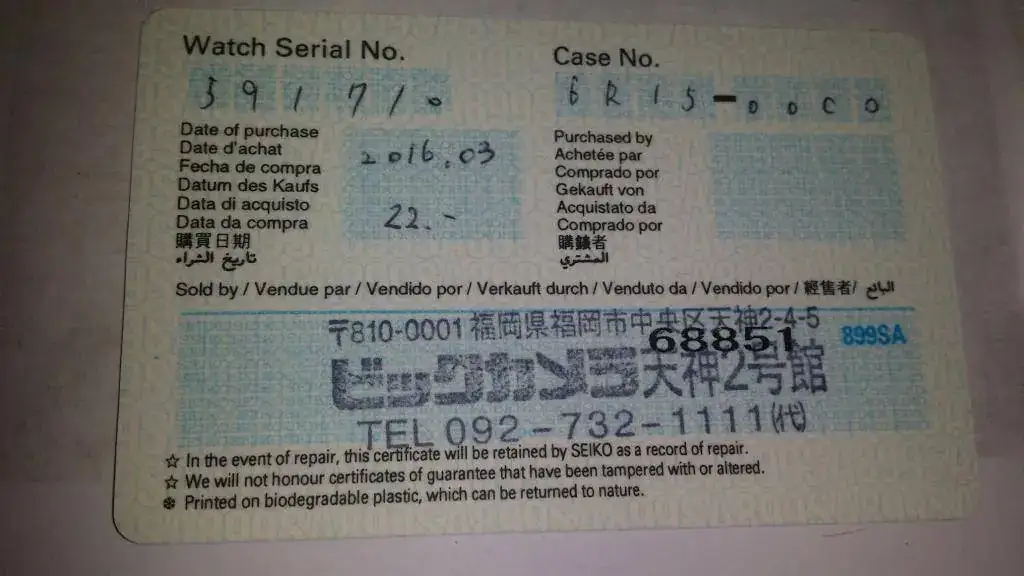 Watch Serial No.
591710
Case No.
6R15-00C0
Date of purchase
Date d'achat
Fecha de compra
Datum des Kaufs
Data di acquisto
Data da compra
購買日期
تاريخ الشراء
2016.03
22.-
Purchased by
Achetée par
Comprado por
Gekauft von
Acquistato da
Comprado por
購錶者
المشتري
Sold by / Vendue par / Vendido por / Verkauft durch / Venduto da / Vendido por / 經售者/ البائع
〒810-0001 福岡県福岡市中央区天神2-4-5
68851
899SA
ビックカメラ天神2号館
TEL 092-732-1111(代)
☆ In the event of repair, this certificate will be retained by SEIKO as a record of repair.
☆ We will not honour certificates of guarantee that have been tampered with or altered.
❄ Printed on biodegradable plastic, which can be returned to nature.